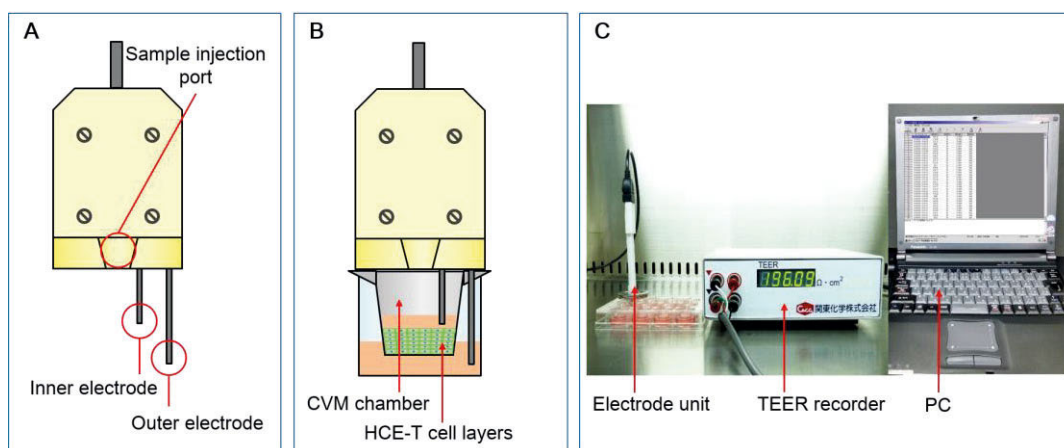 A
Sample injection
port
Inner electrode
Outer electrode
B
CVM chamber
HCE-T cell layers
C
TEER
196.09
Ω・cm²
関東化学株式会社
Electrode unit
TEER recorder
PC